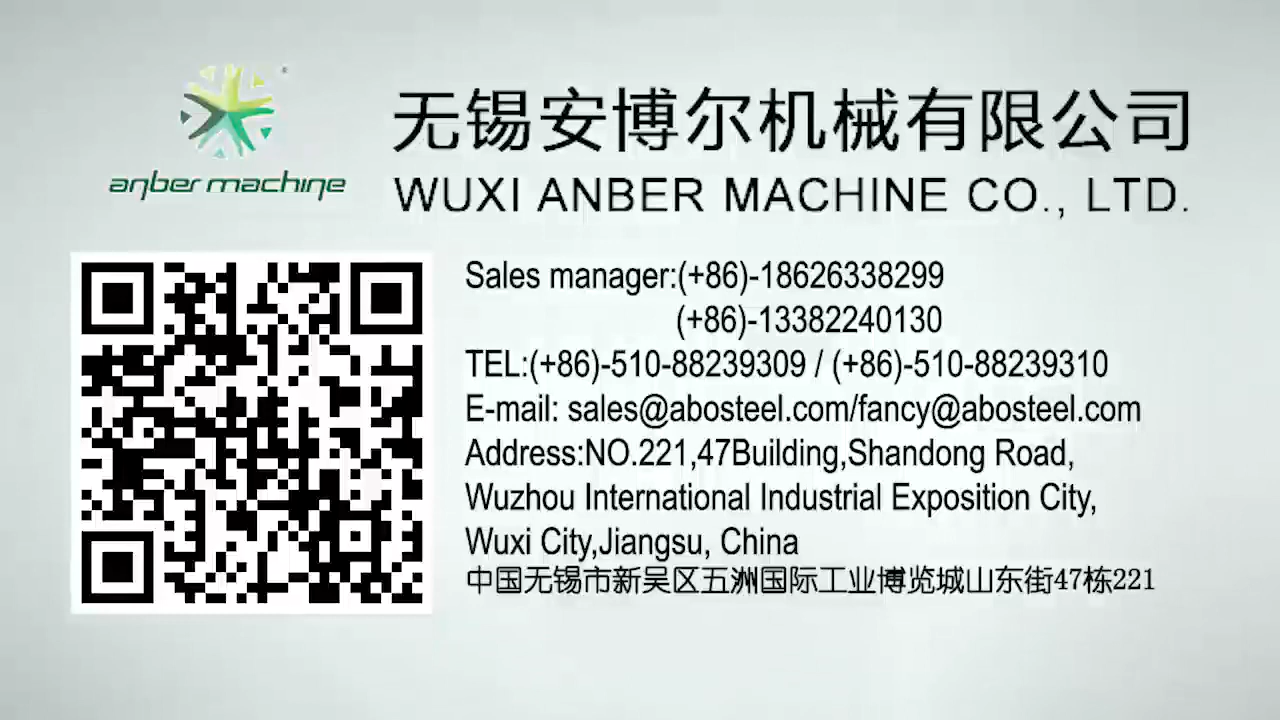 anber machine
无锡安博尔机械有限公司
WUXI ANBER MACHINE CO., LTD.
Sales manager:(+86)-18626338299
(+86)-13382240130
TEL:(+86)-510-88239309 / (+86)-510-88239310
E-mail: sales@abosteel.com/fancy@abosteel.com
Address:NO.221,47Building,Shandong Road,
Wuzhou International Industrial Exposition City,
Wuxi City,Jiangsu, China
中国无锡市新吴区五洲国际工业博览城山东街47栋221